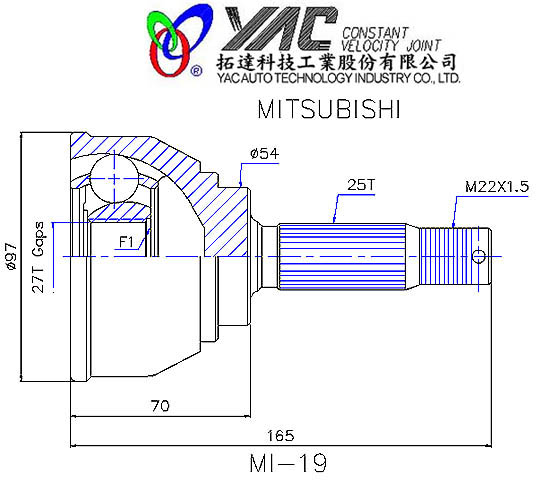 YAC CONSTANT
VELOCITY JOINT
®
拓達科技工業股份有限公司
YAC AUTO TECHNOLOGY INDUSTRY CO., LTD.
MITSUBISHI
ø54
25T
M22X1.5
F1
27T Gaps
ø97
70
165
MI-19